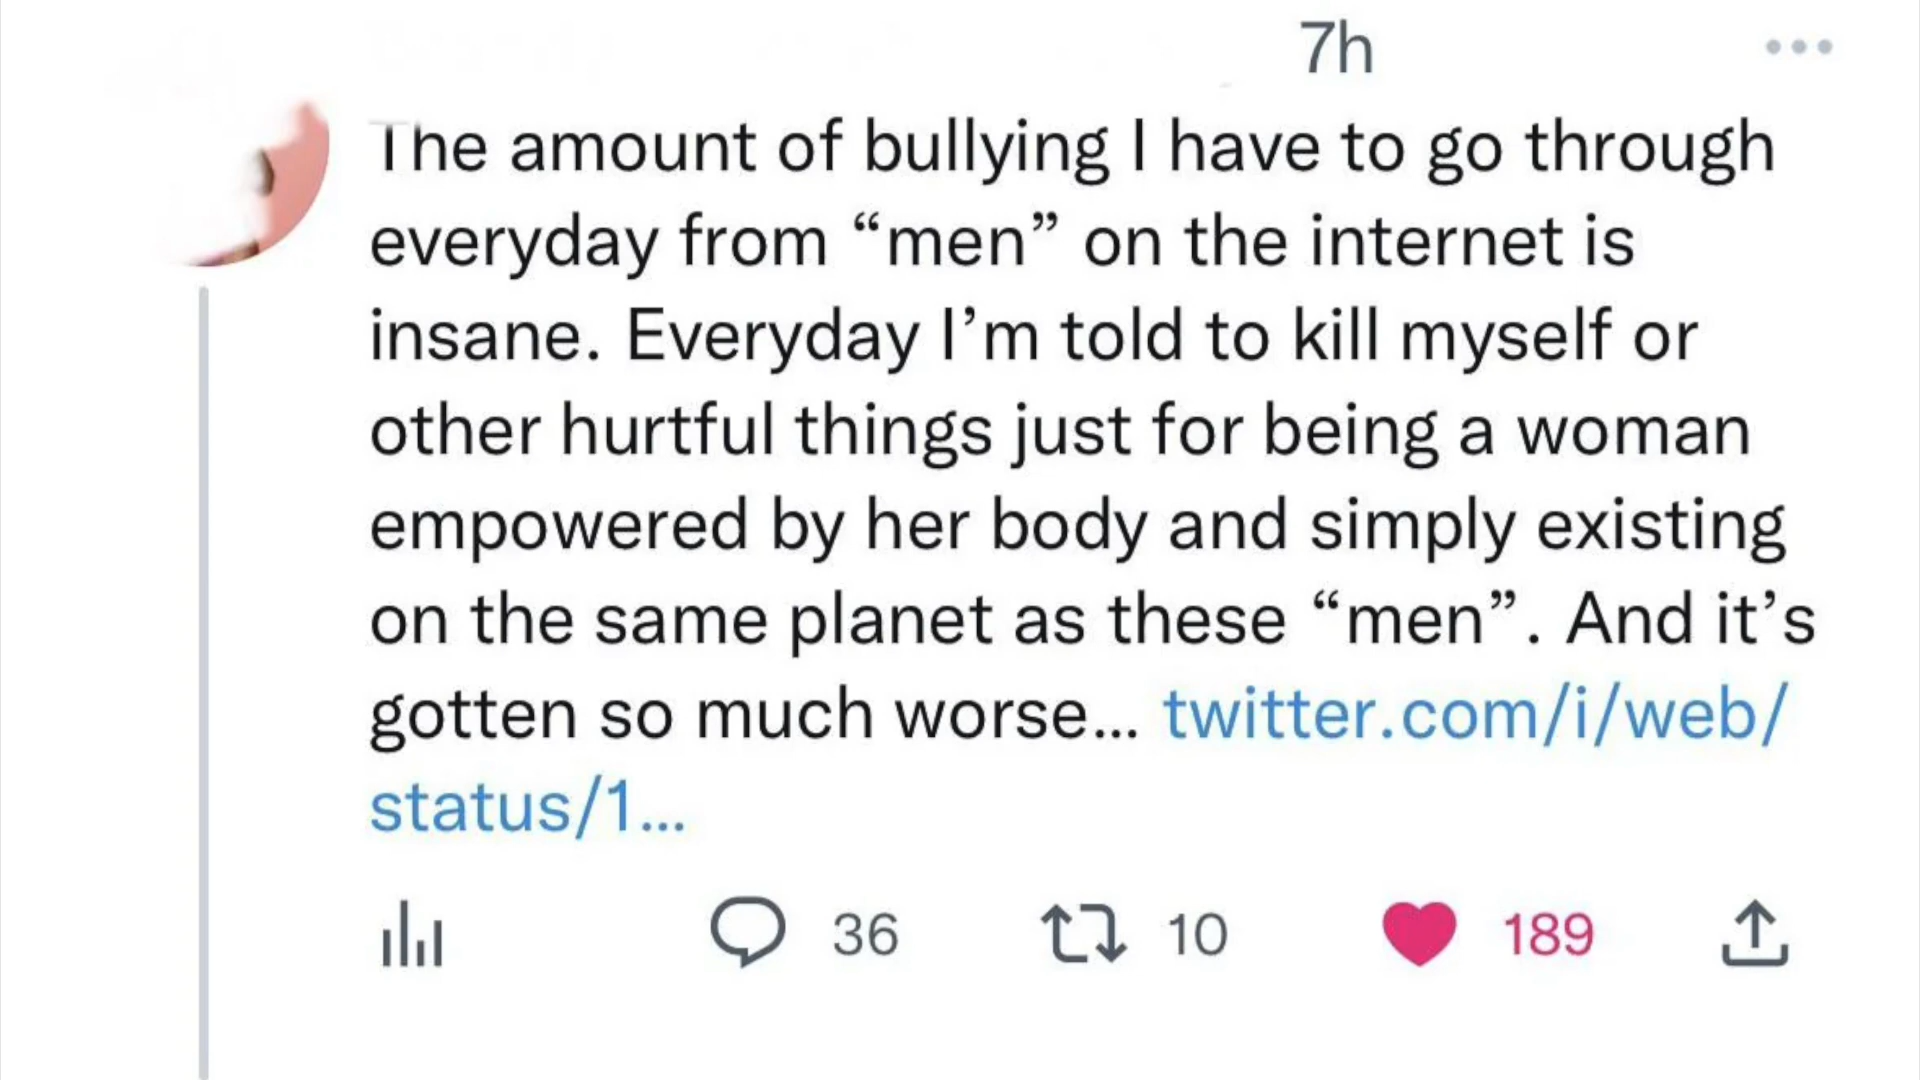 7h
The amount of bullying I have to go through
everyday from “men” on the internet is
insane. Everyday I’m told to kill myself or
other hurtful things just for being a woman
empowered by her body and simply existing
on the same planet as these “men”. And it’s
gotten so much worse... twitter.com/i/web/
status/1...
36 10 189